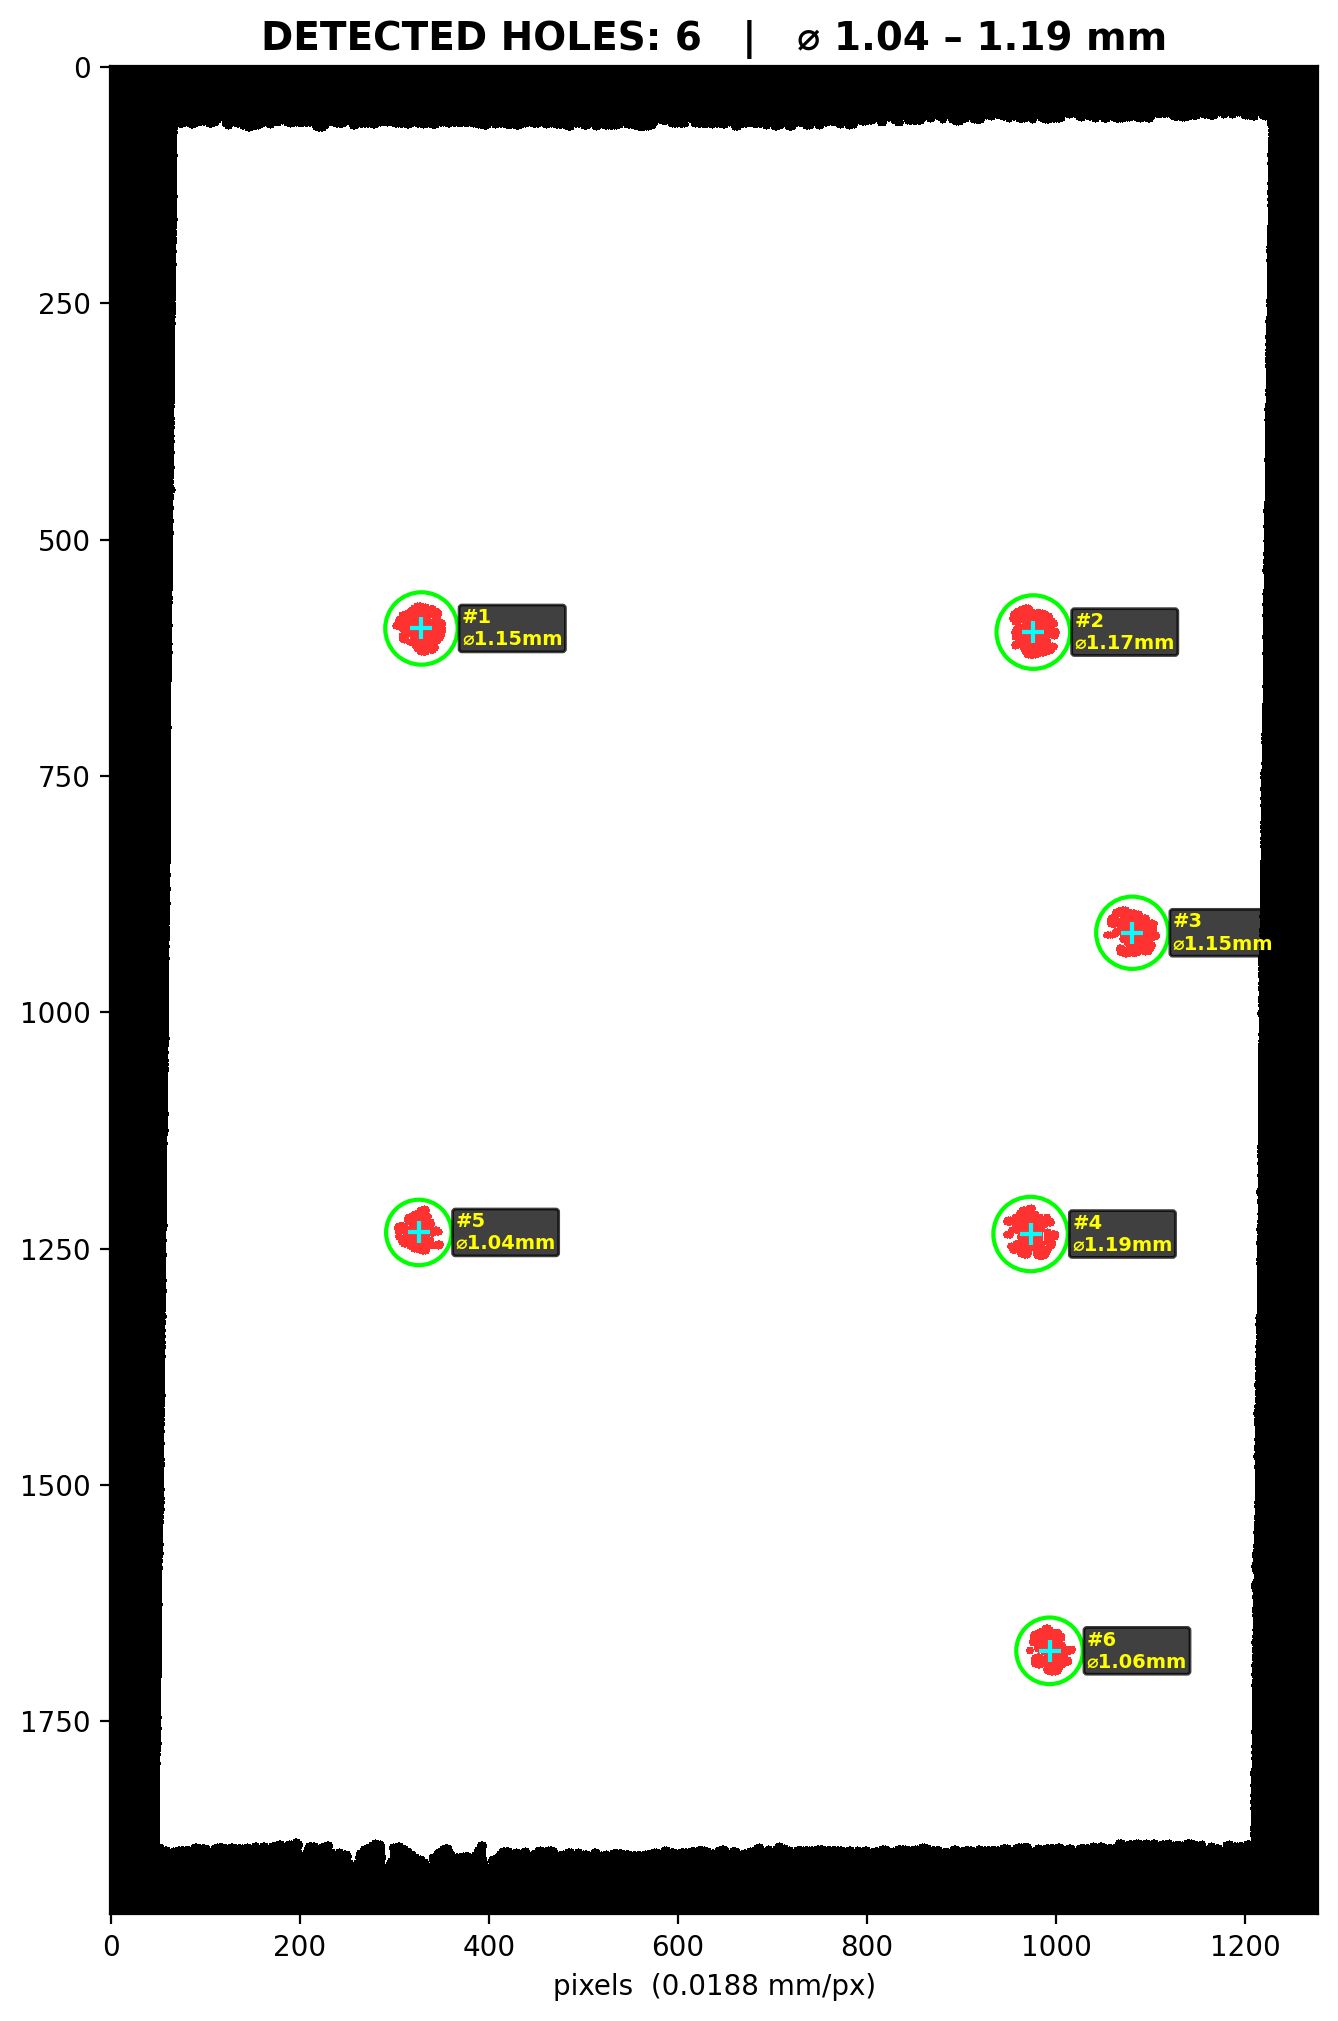 DETECTED HOLES: 6 | ⌀ 1.04 – 1.19 mm
0
250
500
#1
⌀1.15mm
#2
⌀1.17mm
750
#3
⌀1.15mm
1000
#5
⌀1.04mm
#4
⌀1.19mm
1250
1500
#6
⌀1.06mm
1750
0 200 400 600 800 1000 1200
pixels (0.0188 mm/px)